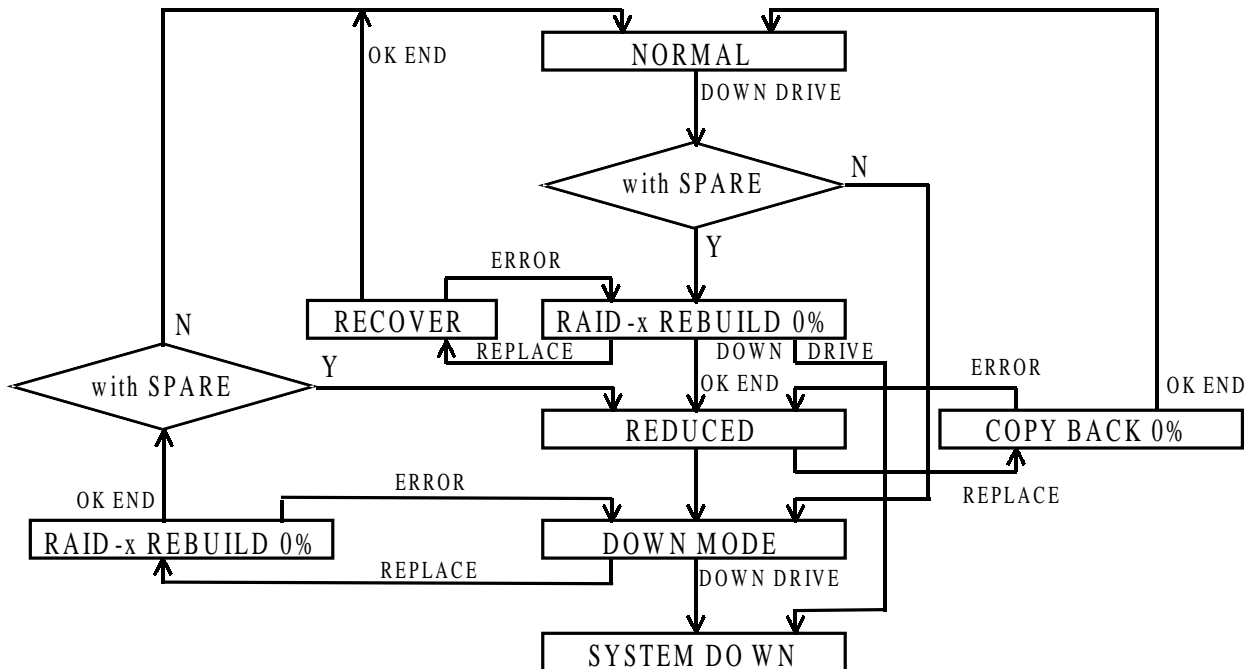 OK END
NORMAL
DOWN DRIVE
with SPARE
N
Y
ERROR
RECOVER
RAID-x REBUILD 0%
N
REPLACE
DOWN DRIVE
with SPARE
Y
OK END
ERROR
OK END
REDUCED
COPY BACK 0%
ERROR
OK END
REPLACE
RAID-x REBUILD 0%
DOWN MODE
REPLACE
DOWN DRIVE
SYSTEM DOWN